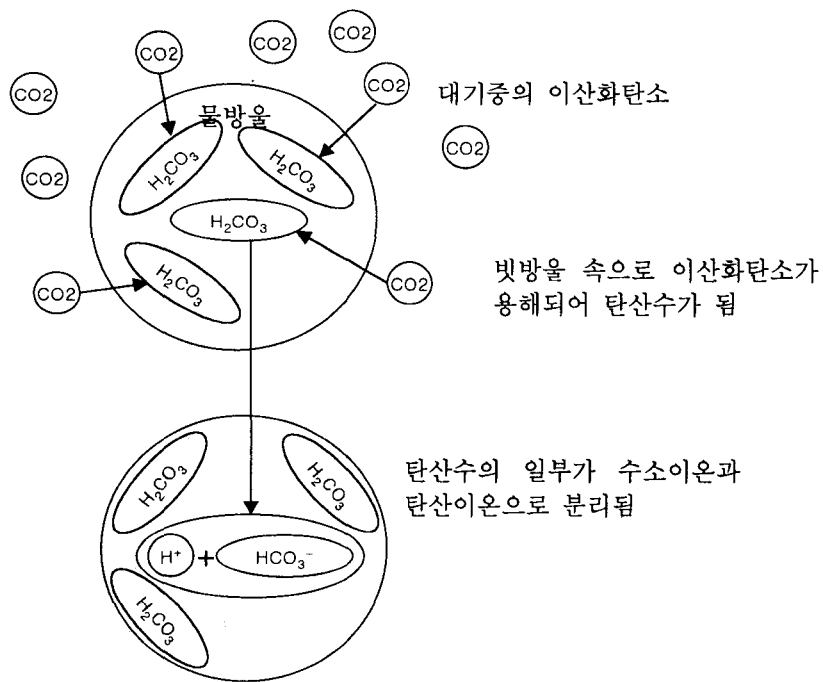 CO2
CO2
CO2
CO2
대기중의 이산화탄소
CO2
물방울
CO2
CO2
H₂CO₃
H₂CO₃
H₂CO₃
H₂CO₃
CO2
CO2
빗방울 속으로 이산화탄소가
용해되어 탄산수가 됨
H₂CO₃
H₂CO₃
탄산수의 일부가 수소이온과
탄산이온으로 분리됨
H⁺ + HCO₃⁻
H₂CO₃